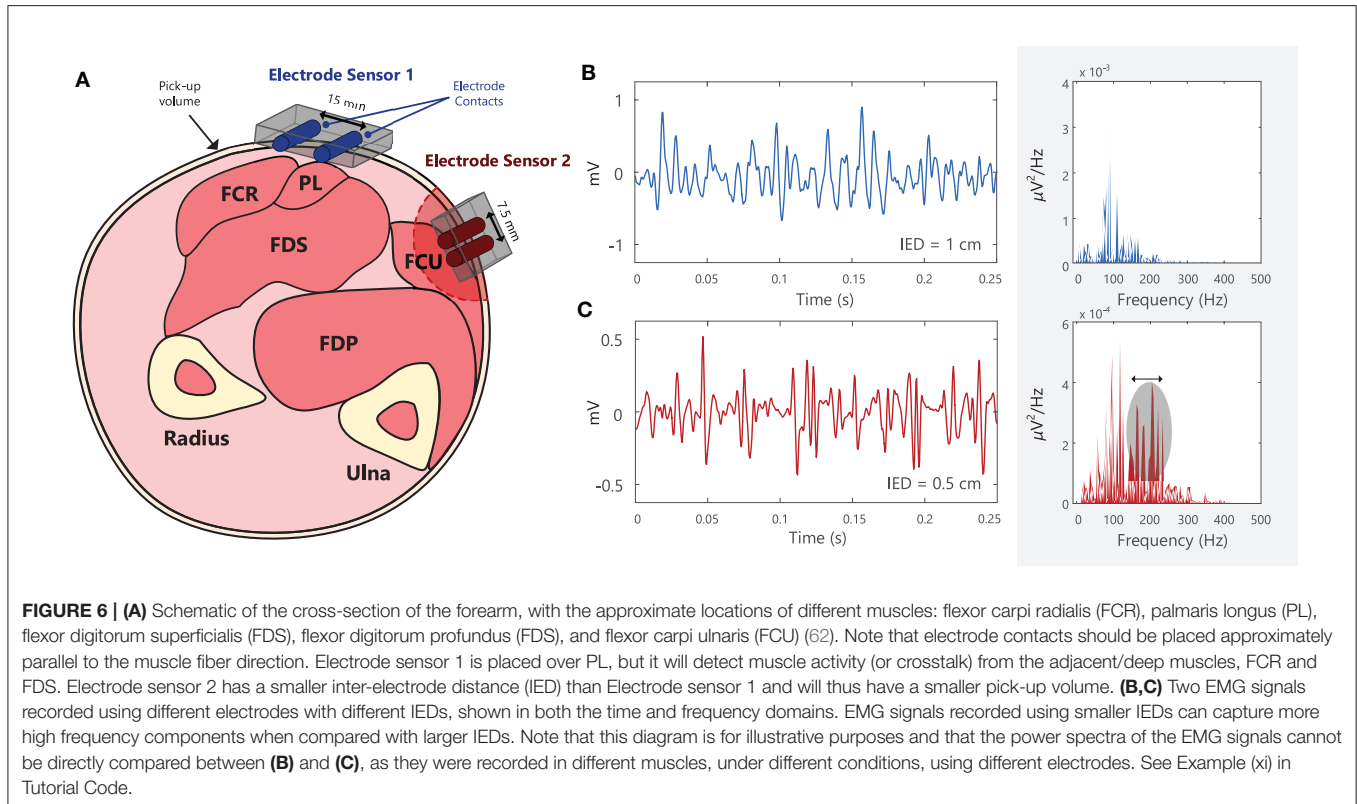 A
Electrode Sensor 1
Pick-up
volume
15 mm
Electrode
Contacts
Electrode Sensor 2
7.5 mm
FCR
PL
FDS
FCU
FDP
Radius
Ulna
B
mV
1
0
-1
IED = 1 cm
0 0.05 0.1 0.15 0.2 0.25
Time (s)
x 10-3
µV2/Hz
4
3
2
1
0
0 100 200 300 400 500
Frequency (Hz)
C
mV
0.5
0
-0.5
IED = 0.5 cm
0 0.05 0.1 0.15 0.2 0.25
Time (s)
x 10-4
µV2/Hz
6
4
2
0
0 100 200 300 400 500
Frequency (Hz)
FIGURE 6 | (A) Schematic of the cross-section of the forearm, with the approximate locations of different muscles: flexor carpi radialis (FCR), palmaris longus (PL),
flexor digitorum superficialis (FDS), flexor digitorum profundus (FDS), and flexor carpi ulnaris (FCU) (62). Note that electrode contacts should be placed approximately
parallel to the muscle fiber direction. Electrode sensor 1 is placed over PL, but it will detect muscle activity (or crosstalk) from the adjacent/deep muscles, FCR and
FDS. Electrode sensor 2 has a smaller inter-electrode distance (IED) than Electrode sensor 1 and will thus have a smaller pick-up volume. (B,C) Two EMG signals
recorded using different electrodes with different IEDs, shown in both the time and frequency domains. EMG signals recorded using smaller IEDs can capture more
high frequency components when compared with larger IEDs. Note that this diagram is for illustrative purposes and that the power spectra of the EMG signals cannot
be directly compared between (B) and (C), as they were recorded in different muscles, under different conditions, using different electrodes. See Example (xi) in
Tutorial Code.